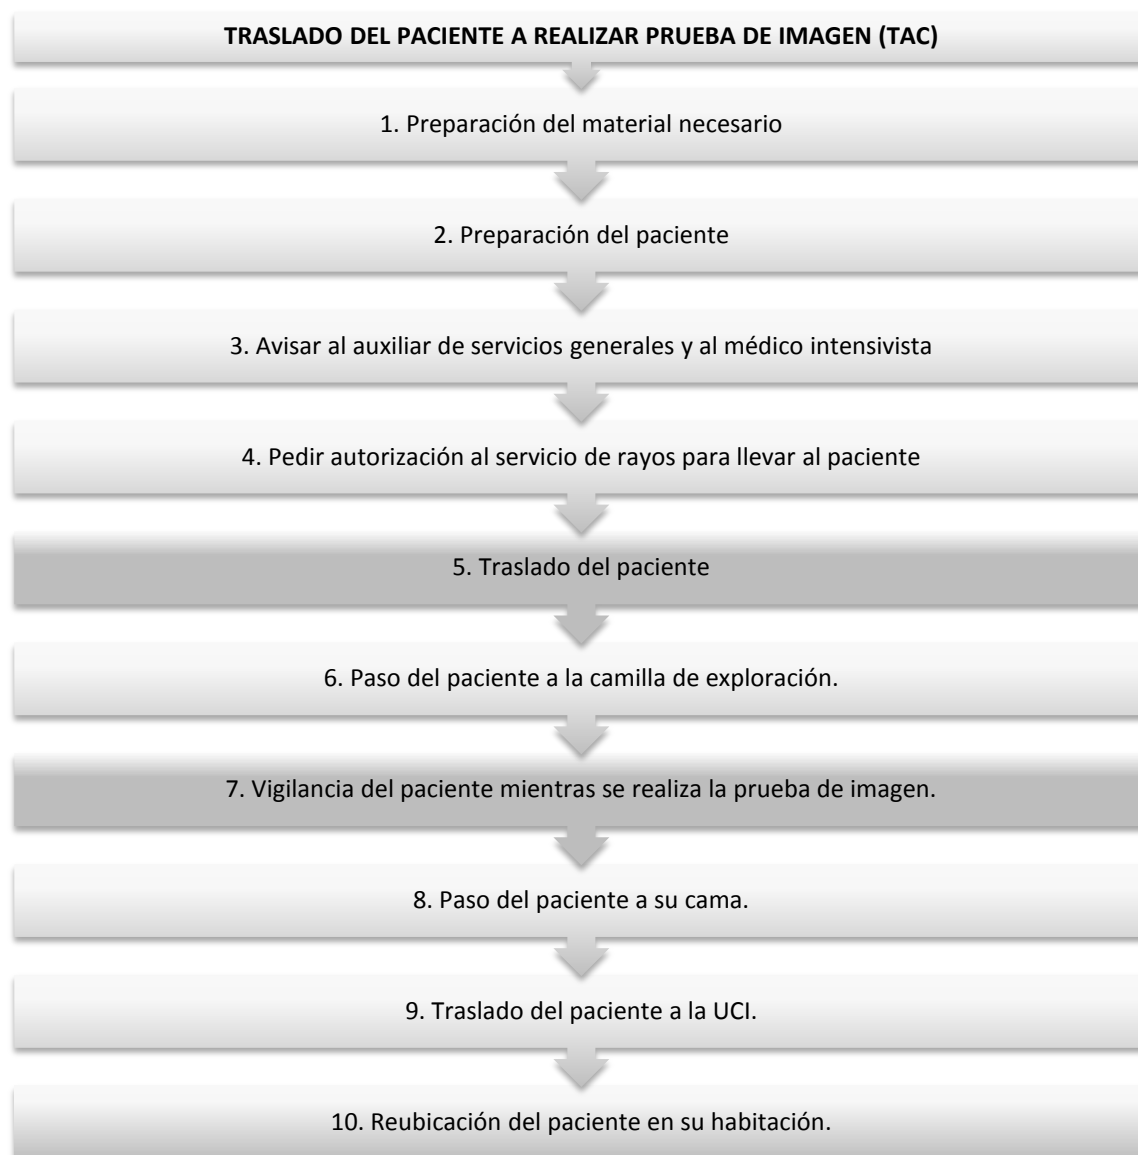 TRASLADO DEL PACIENTE A REALIZAR PRUEBA DE IMAGEN (TAC)
1. Preparación del material necesario
2. Preparación del paciente
3. Avisar al auxiliar de servicios generales y al médico intensivista
4. Pedir autorización al servicio de rayos para llevar al paciente
5. Traslado del paciente
6. Paso del paciente a la camilla de exploración.
7. Vigilancia del paciente mientras se realiza la prueba de imagen.
8. Paso del paciente a su cama.
9. Traslado del paciente a la UCI.
10. Reubicación del paciente en su habitación.